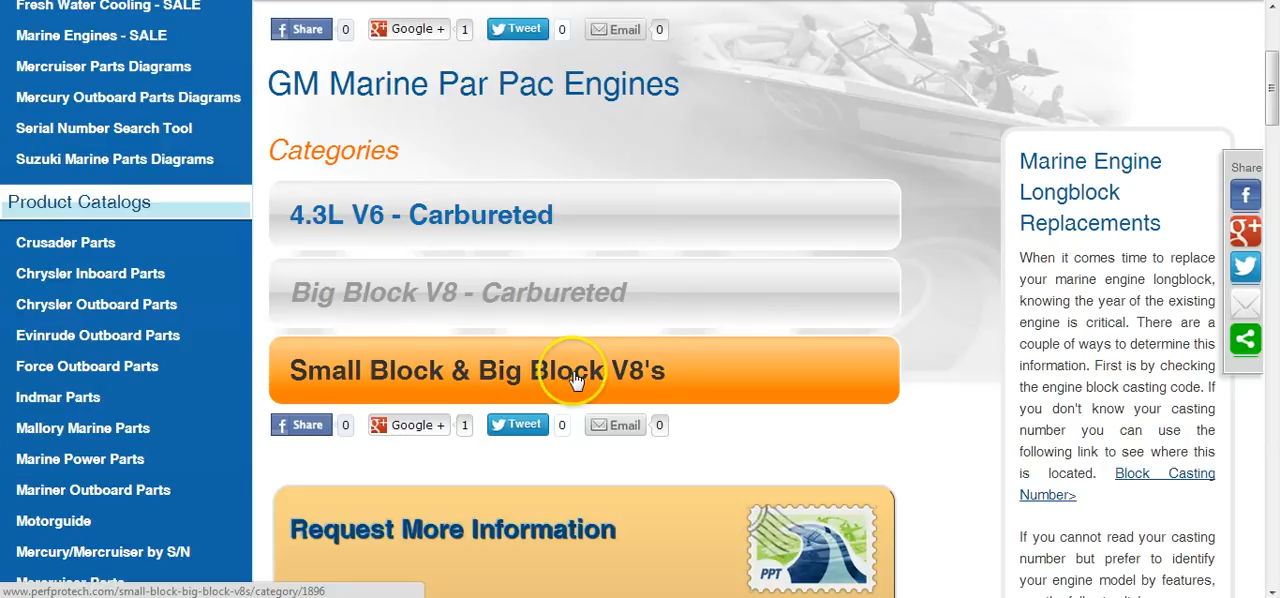 Fresh Water Cooling - SALE
Marine Engines - SALE
Mercruiser Parts Diagrams
Mercury Outboard Parts Diagrams
Serial Number Search Tool
Suzuki Marine Parts Diagrams
Product Catalogs
Crusader Parts
Chrysler Inboard Parts
Chrysler Outboard Parts
Evinrude Outboard Parts
Force Outboard Parts
Indmar Parts
Mallory Marine Parts
Marine Power Parts
Mariner Outboard Parts
Motorguide
Mercury/Mercruiser by S/N
Mercruiser Parts
www.perfprotech.com/small-block-big-block-v8s/category/1896
Share 0 Google + 1 Tweet 0 Email 0
GM Marine Par Pac Engines
Categories
4.3L V6 - Carbureted
Big Block V8 - Carbureted
Small Block & Big Block V8's
Share 0 Google + 1 Tweet 0 Email 0
Request More Information
PPT
Marine Engine
Longblock
Replacements
When it comes time to replace
your marine engine longblock,
knowing the year of the existing
engine is critical. There are a
couple of ways to determine this
information. First is by checking
the engine block casting code. If
you don't know your casting
number you can use the
following link to see where this
is located. Block Casting
Number>
If you cannot read your casting
number but prefer to identify
your engine model by features,
Share